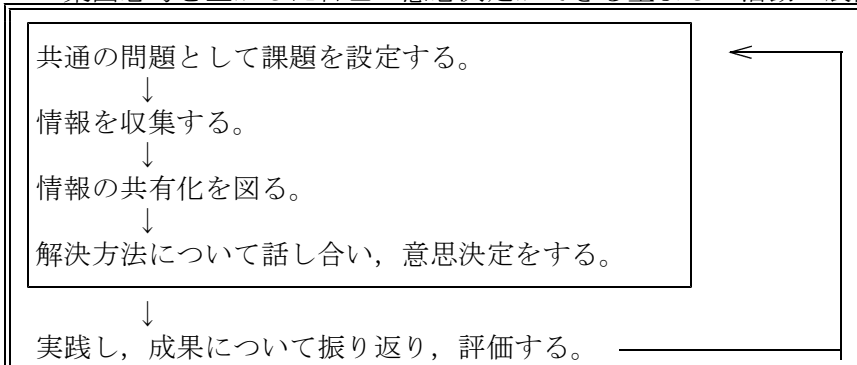 共通の問題として課題を設定する。
↓
情報を収集する。
↓
情報の共有化を図る。
↓
解決方法について話し合い，意思決定をする。
↓
実践し，成果について振り返り，評価する。